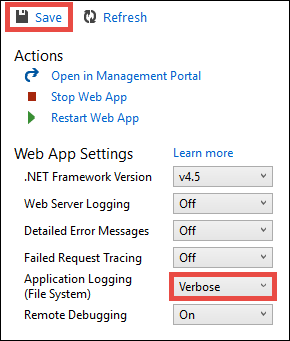 Save Refresh
Actions
Open in Management Portal
Stop Web App
Restart Web App
Web App Settings Learn more
.NET Framework Version v4.5
Web Server Logging Off
Detailed Error Messages Off
Failed Request Tracing Off
Application Logging
(File System) Verbose
Remote Debugging On